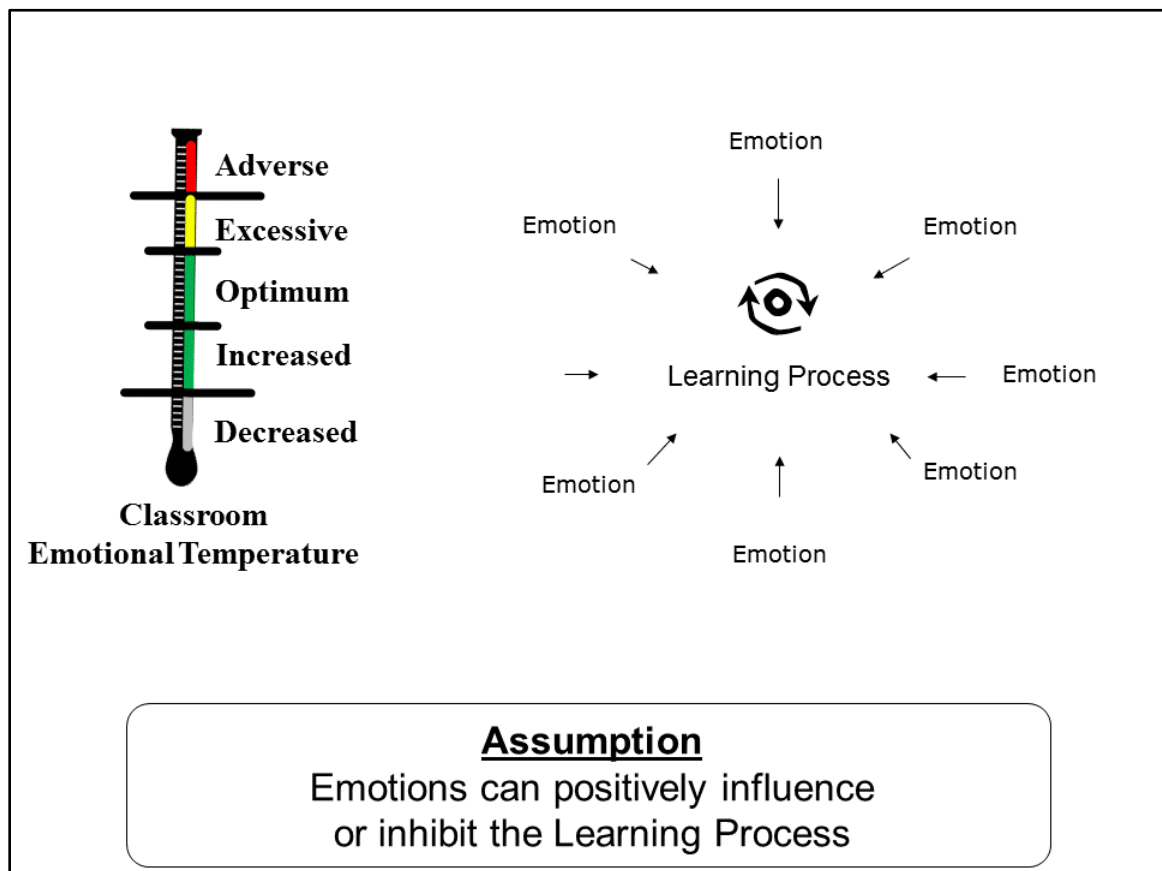 Adverse
Excessive
Optimum
Increased
Decreased
Classroom
Emotional Temperature
Emotion
Emotion
Emotion
Learning Process
Emotion
Emotion
Emotion
Emotion
Assumption
Emotions can positively influence
or inhibit the Learning Process